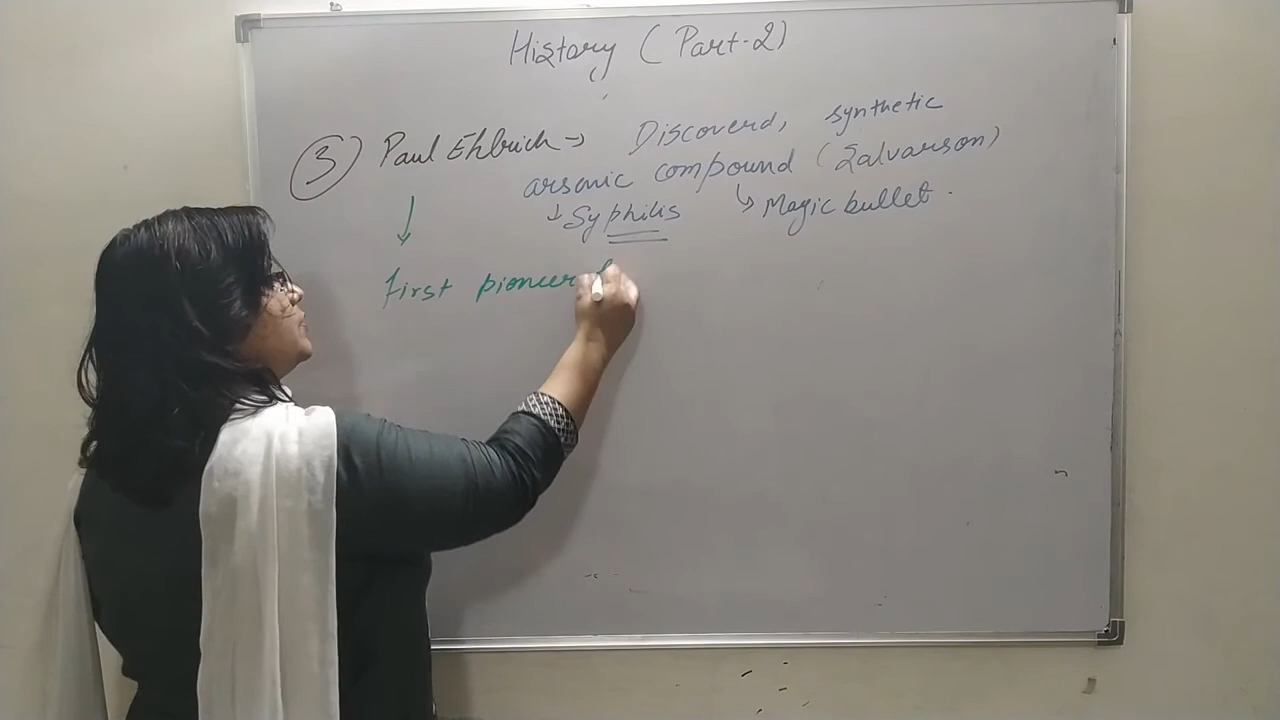 History (Part-2)
③ Paul Ehlrich → Discoverd, synthetic
arsenic compound (Salvarson)
↓ Syphilis ↳ Magic bullet.
↓
first pioneer